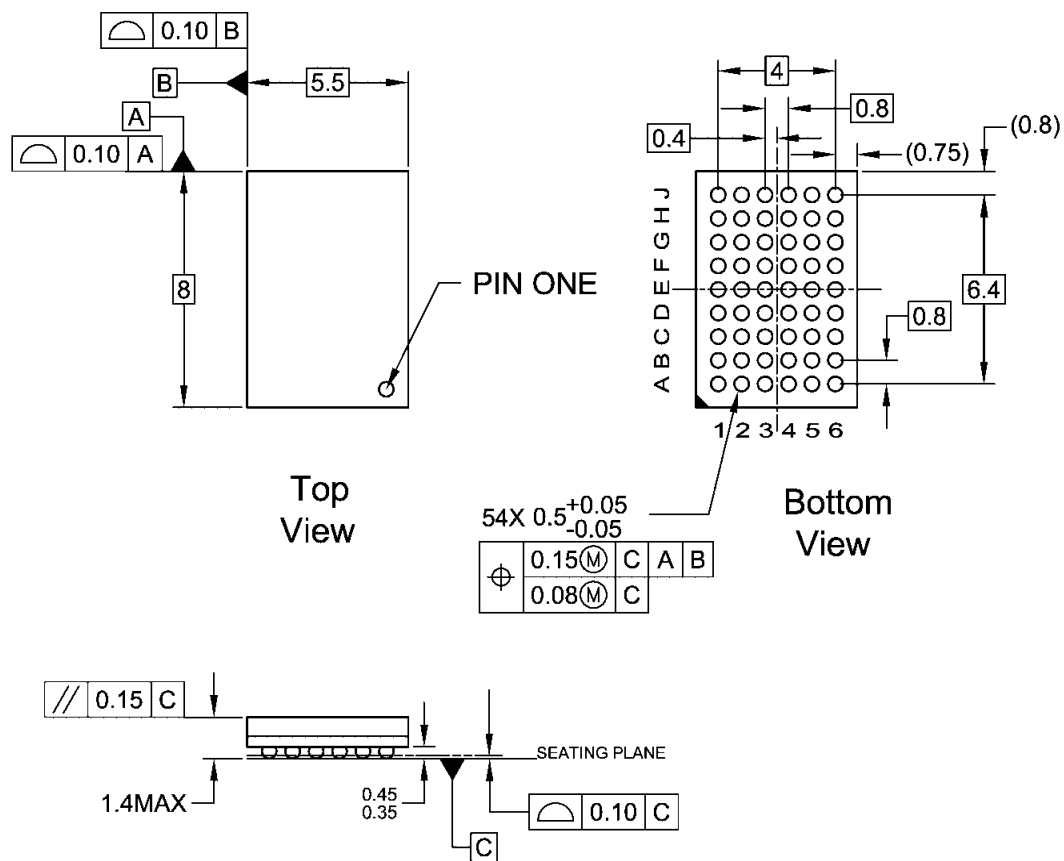 0.10 B
B
5.5
A
0.10 A
8
PIN ONE
Top
View
4
0.8
0.4
(0.75)
(0.8)
J
H
G
F
E
D
C
B
A
6.4
0.8
1 2 3 4 5 6
Bottom
View
54X 0.5 +0.05
-0.05
0.15 Ⓜ C A B
0.08 Ⓜ C
// 0.15 C
1.4MAX
0.45
0.35
SEATING PLANE
0.10 C
C